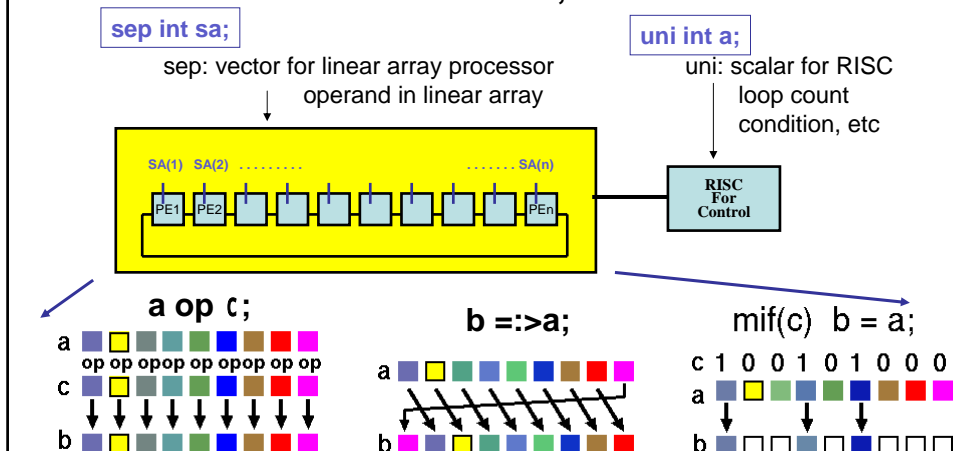 sep int sa;
uni int a;
sep: vector for linear array processor
operand in linear array
uni: scalar for RISC
loop count
condition, etc
SA(1) SA(2) . . . . . . . . . . . . . . . . SA(n)
PE1 PE2 PEn
RISC
For
Control
a op c;
a
op op op op op op op op op
c
b
b =:>a;
a
b
mif(c) b = a;
c 1 0 0 1 0 1 0 0 0
a
b